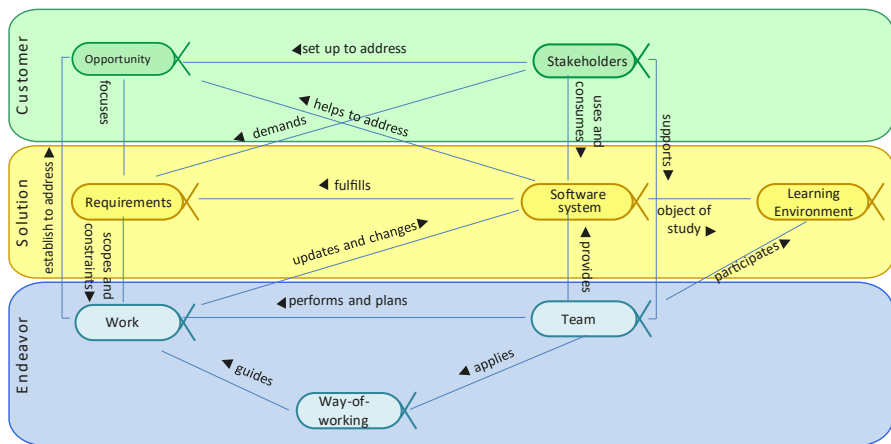 Customer
Opportunity
◀set up to address
Stakeholders
focuses
◀ helps to address
◀ demands
uses and
consumes ▶
supports ▶
establish to address ▶
Solution
Requirements
◀ fulfills
Software
system
Learning
Environment
object of
study ▶
scopes and
constraints ▶
updates and changes ▶
◀ provides
participates ▶
Endeavor
Work
◀performs and plans
Team
◀ guides
◀ applies
Way-of-
working